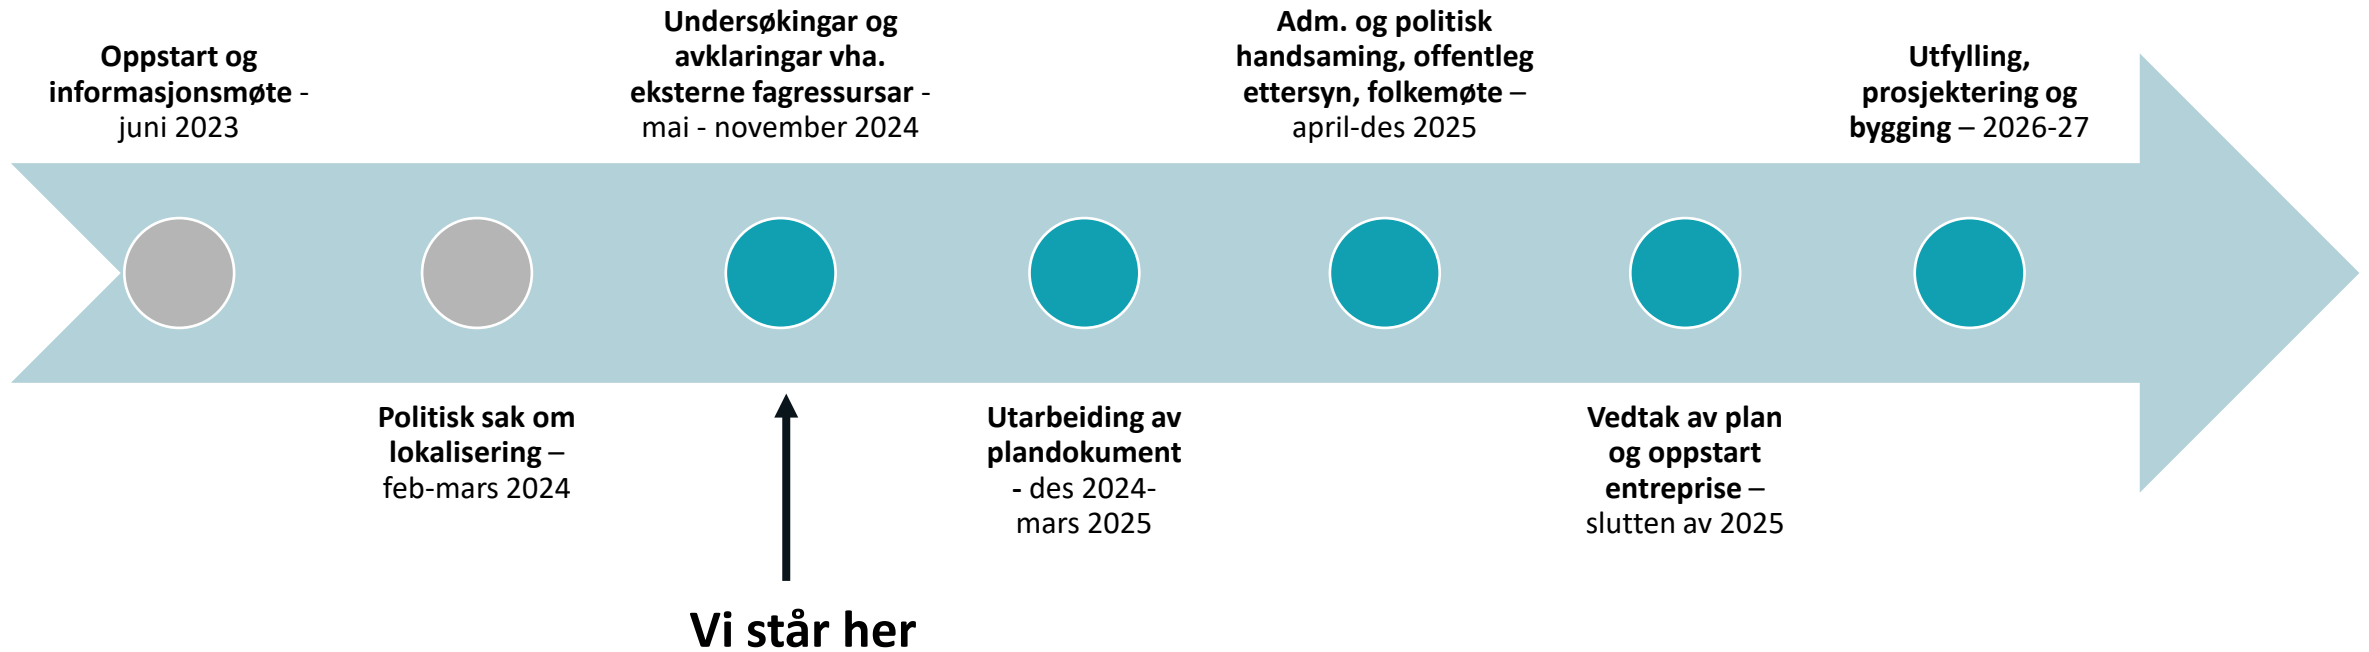 Oppstart og
informasjonsmøte -
juni 2023
Politisk sak om
lokalisering –
feb-mars 2024
Undersøkingar og
avklaringar vha.
eksterne fagressursar -
mai - november 2024
Utarbeiding av
plandokument
- des 2024-
mars 2025
Adm. og politisk
handsaming, offentleg
ettersyn, folkemøte –
april-des 2025
Vedtak av plan
og oppstart
entreprise –
slutten av 2025
Utfylling,
prosjektering og
bygging – 2026-27
Vi står her